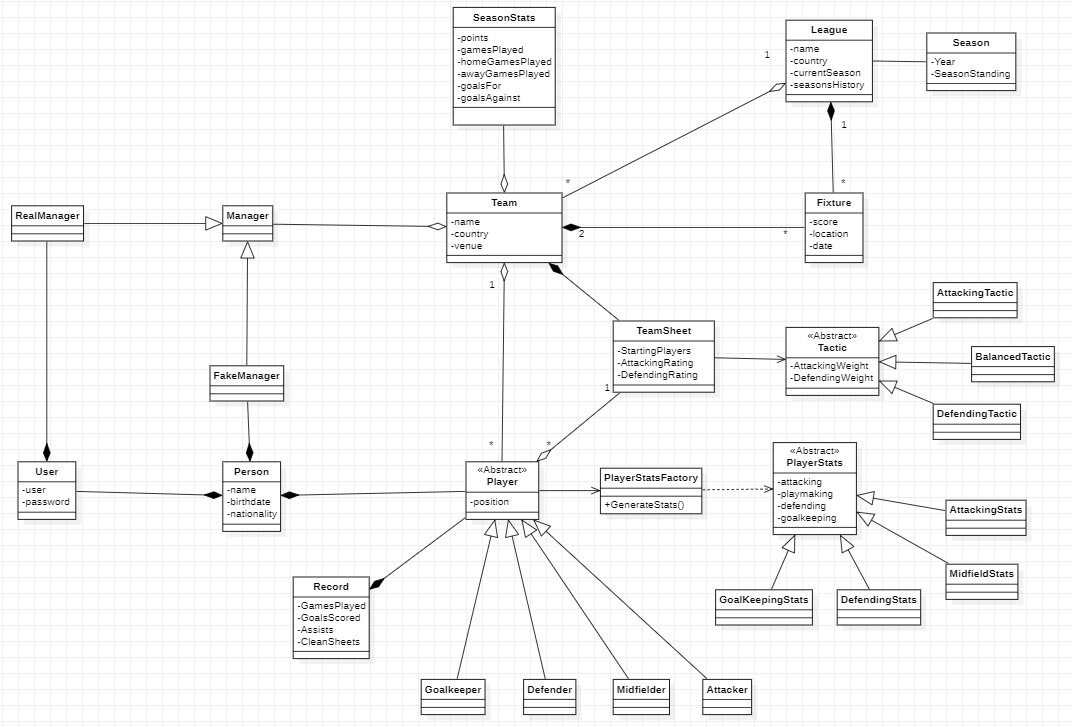 SeasonStats
-points
-gamesPlayed
-homeGamesPlayed
-awayGamesPlayed
-goalsFor
-goalsAgainst
League
-name
-country
-currentSeason
-seasonsHistory
Season
-Year
-SeasonStanding
1
1
*
*
RealManager
Manager
Team
-name
-country
-venue
2
*
Fixture
-score
-location
-date
1
TeamSheet
-StartingPlayers
-AttackingRating
-DefendingRating
1
«Abstract»
Tactic
-AttackingWeight
-DefendingWeight
AttackingTactic
BalancedTactic
DefendingTactic
FakeManager
User
-user
-password
Person
-name
-birthdate
-nationality
*
*
«Abstract»
Player
-position
PlayerStatsFactory
+GenerateStats()
«Abstract»
PlayerStats
-attacking
-playmaking
-defending
-goalkeeping
AttackingStats
MidfieldStats
GoalKeepingStats
DefendingStats
Record
-GamesPlayed
-GoalsScored
-Assists
-CleanSheets
Goalkeeper
Defender
Midfielder
Attacker